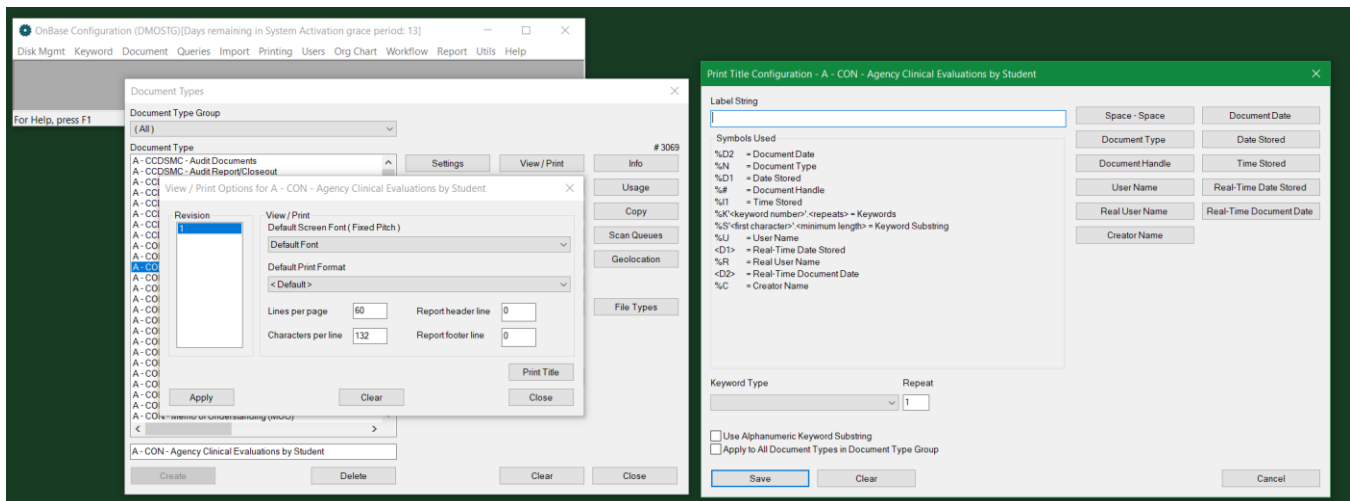 OnBase Configuration (DMOSTG)[Days remaining in System Activation grace period: 13]
Disk Mgmt Keyword Document Queries Import Printing Users Org Chart Workflow Report Utils Help
For Help, press F1
Document Types
Document Type Group
( All )
Document Type
# 3069
A - CCDSMC - Audit Documents
A - CCDSMC - Audit Report/Closeout
Settings
View / Print
Info
Usage
Copy
Scan Queues
Geolocation
File Types
View / Print Options for A - CON - Agency Clinical Evaluations by Student
Revision
1
View / Print
Default Screen Font ( Fixed Pitch )
Default Font
Default Print Format
< Default >
Lines per page 60 Report header line 0
Characters per line 132 Report footer line 0
Print Title
Apply Clear Close
A - CON - Memo of Understanding (MOU)
A - CON - Agency Clinical Evaluations by Student
Create Delete Clear Close
Print Title Configuration - A - CON - Agency Clinical Evaluations by Student
Label String
Symbols Used
%D2 = Document Date
%N = Document Type
%D1 = Date Stored
%# = Document Handle
%I1 = Time Stored
%K'<keyword number>'.<repeats> = Keywords
%S'<first character>'.<minimum length> = Keyword Substring
%U = User Name
<D1> = Real-Time Date Stored
%R = Real User Name
<D2> = Real-Time Document Date
%C = Creator Name
Space - Space Document Date
Document Type Date Stored
Document Handle Time Stored
User Name Real-Time Date Stored
Real User Name Real-Time Document Date
Creator Name
Keyword Type Repeat
1
Use Alphanumeric Keyword Substring
Apply to All Document Types in Document Type Group
Save Clear Cancel